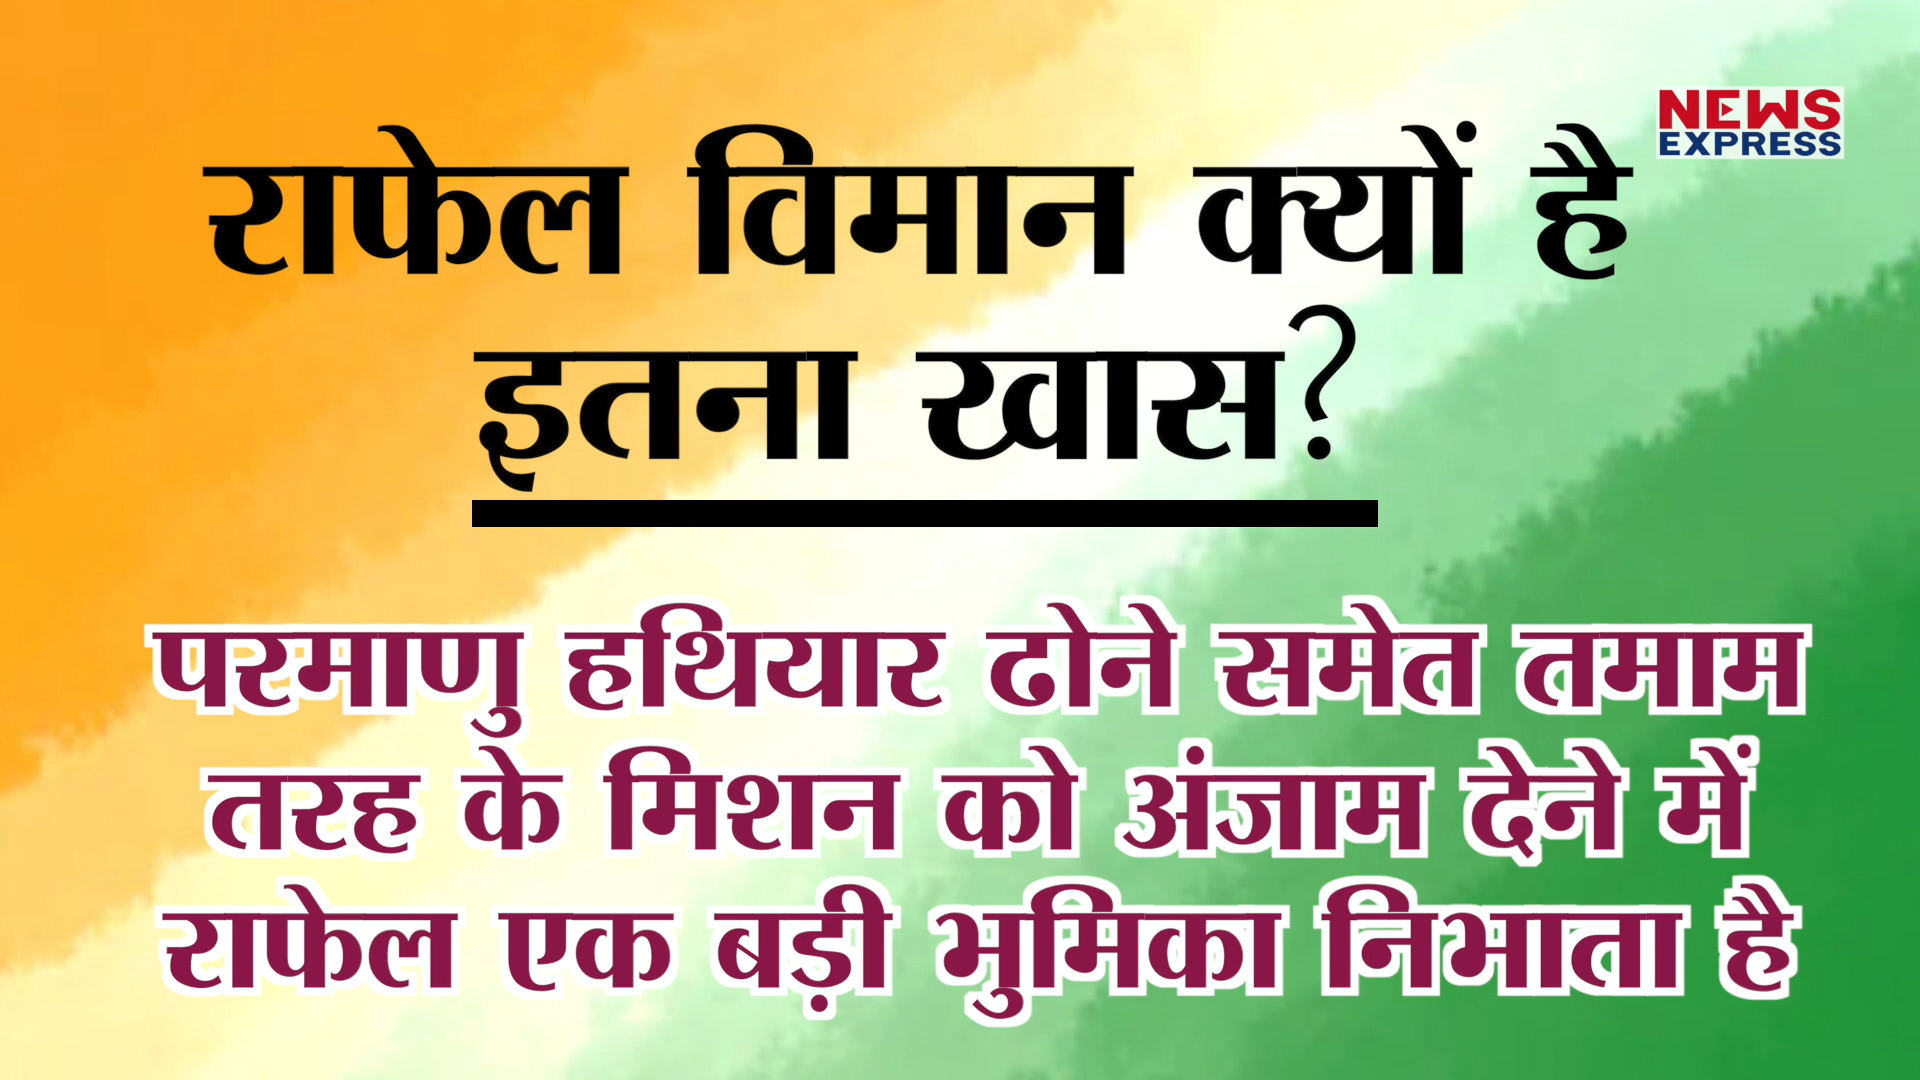 NEWS
EXPRESS
राफेल विमान क्यों है
इतना खास?
परमाणु हथियार ढोने समेत तमाम
तरह के मिशन को अंजाम देने में
राफेल एक बड़ी भुमिका निभाता है